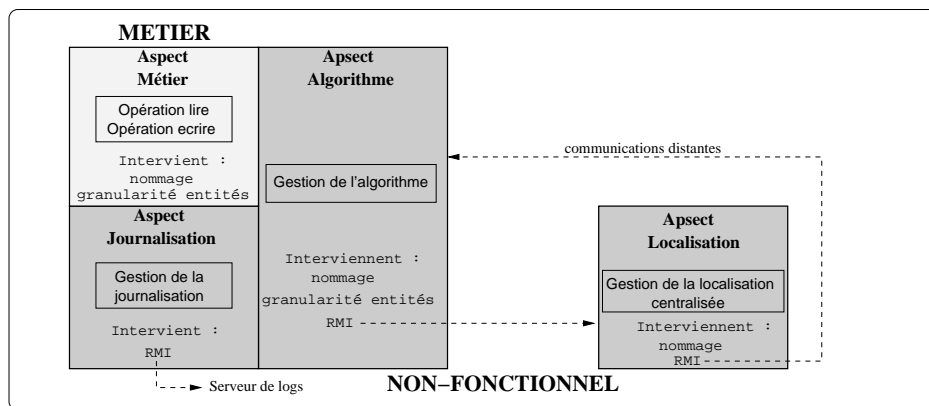 METIER
Aspect
Métier
Opération lire
Opération ecrire
Intervient :
nommage
granularité entités
Aspect
Journalisation
Gestion de la
journalisation
Intervient :
RMI
Serveur de logs
Apsect
Algorithme
Gestion de l'algorithme
Interviennent :
nommage
granularité entités
RMI
communications distantes
Apsect
Localisation
Gestion de la localisation
centralisée
Interviennent :
nommage
RMI
NON−FONCTIONNEL